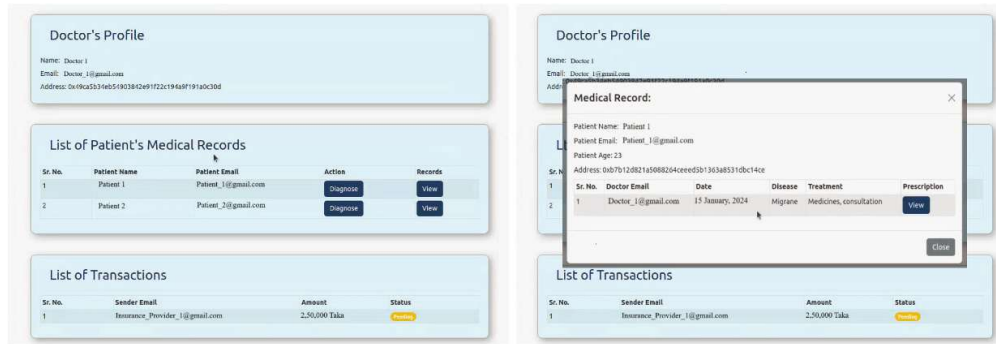 Doctor's Profile
Name: Doctor 1
Email: Doctor_1@gmail.com
Address: 0x49ca5b34eb54903842e91f22c194a9f191a0c30d
List of Patient's Medical Records
Sr. No. Patient Name Patient Email Action Records
1 Patient 1 Patient_1@gmail.com Diagnose View
2 Patient 2 Patient_2@gmail.com Diagnose View
List of Transactions
Sr. No. Sender Email Amount Status
1 Insurance_Provider_1@gmail.com 2,50,000 Taka Pending
Doctor's Profile
Name: Doctor 1
Email: Doctor_1@gmail.com
Medical Record:
Patient Name: Patient 1
Patient Email: Patient_1@gmail.com
Patient Age: 23
Address: 0xb7b12d821a5088264ceeed5b1363a8531dbc14ce
Sr. No. Doctor Email Date Disease Treatment Prescription
1 Doctor_1@gmail.com 15 January, 2024 Migrane Medicines, consultation View
Close
Sr. No.
1
2
List of Transactions
Sr. No. Sender Email Amount Status
1 Insurance_Provider_1@gmail.com 2,50,000 Taka Pending